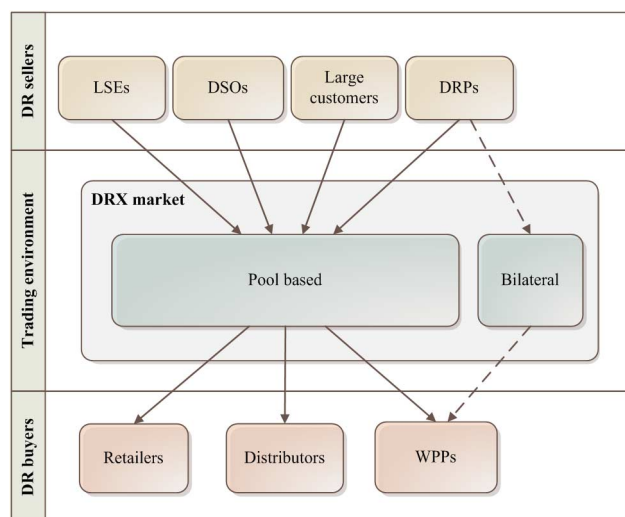 DR sellers
LSEs
DSOs
Large
customers
DRPs
Trading environment
DRX market
Pool based
Bilateral
DR buyers
Retailers
Distributors
WPPs